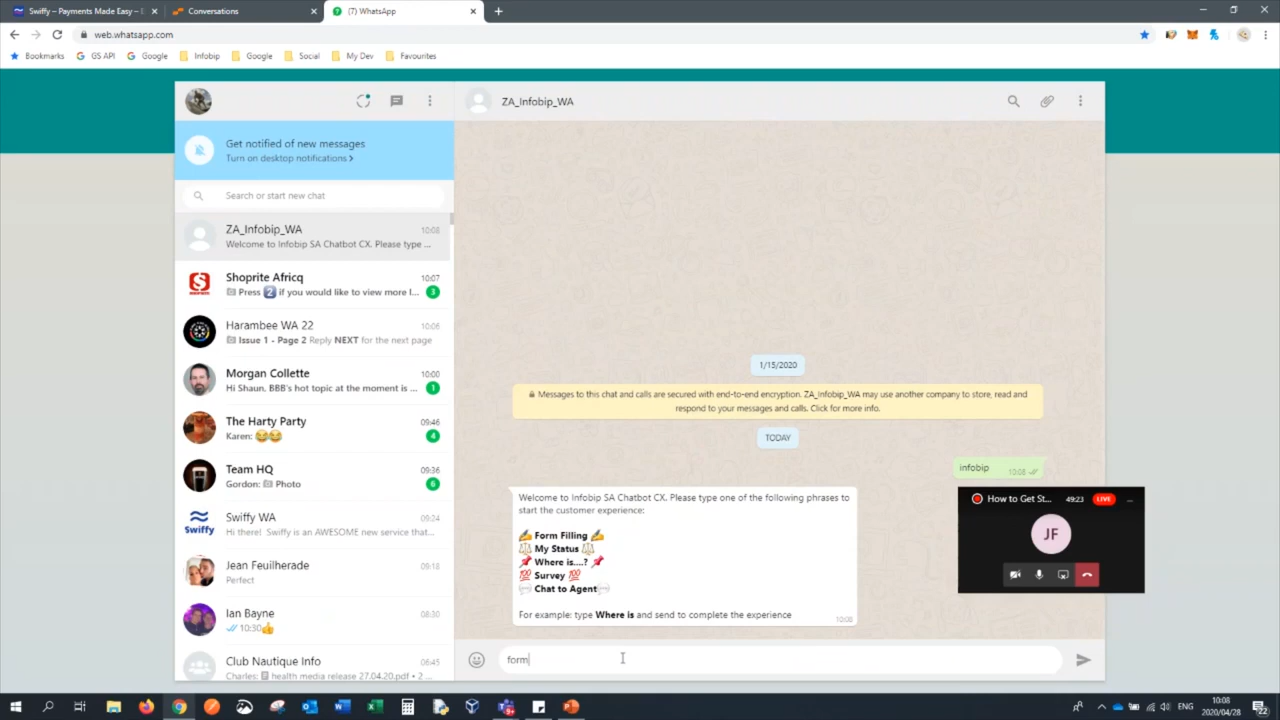 Swiffy – Payments Made Easy – E
Conversations
(7) WhatsApp
web.whatsapp.com
Bookmarks
GS API
Google
Infobip
Google
Social
My Dev
Favourites
ZA_Infobip_WA
Get notified of new messages
Turn on desktop notifications >
Search or start new chat
ZA_Infobip_WA 10:08
Welcome to Infobip SA Chatbot CX. Please type ...
Shoprite Africq 10:07
Press 2 if you would like to view more l... 3
Harambee WA 22 10:06
Issue 1 - Page 2 Reply NEXT for the next page
Morgan Collette 10:00
Hi Shaun, BBB's hot topic at the moment is ... 1
The Harty Party 09:46
Karen: 😂😂 4
Team HQ 09:36
Gordon: Photo 6
Swiffy
Swiffy WA 09:24
Hi there! Swiffy is an AWESOME new service that...
Jean Feuilherade 09:18
Perfect
Ian Bayne 08:30
10:30👍
Club Nautique Info 06:45
Charles: health media release 27.04.20.pdf • 2 ...
1/15/2020
Messages to this chat and calls are secured with end-to-end encryption. ZA_Infobip_WA may use another company to store, read and
respond to your messages and calls. Click for more info.
TODAY
infobip 10:08
Welcome to Infobip SA Chatbot CX. Please type one of the following phrases to
start the customer experience:
✍ Form Filling ✍
⚖ My Status ⚖
📌 Where is....? 📌
💯 Survey 💯
💬 Chat to Agent💬
For example: type Where is and send to complete the experience
10:08
How to Get St... 49:23 LIVE ...
JF
form
ENG
10:08
2020/04/28
22